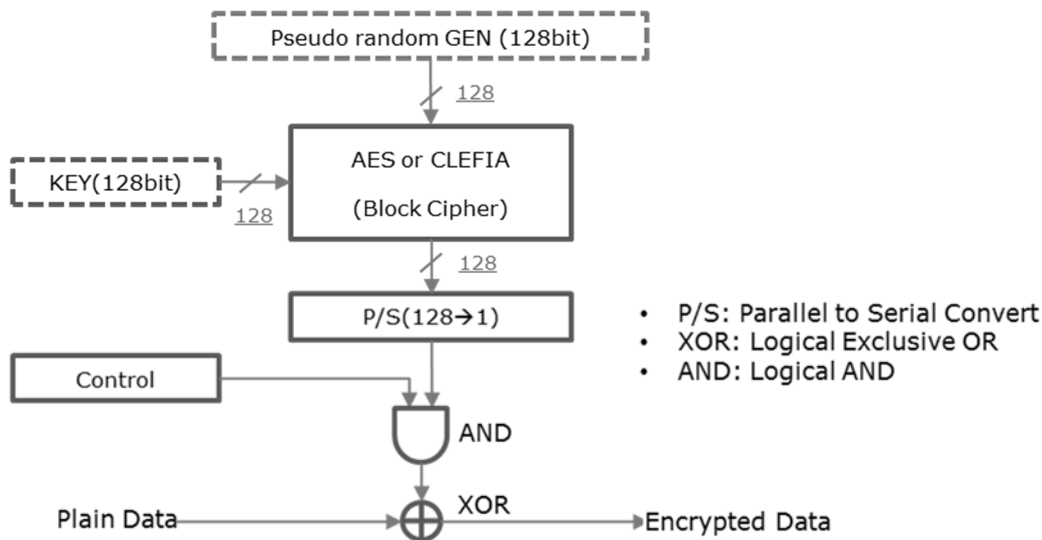 Pseudo random GEN (128bit)
128
AES or CLEFIA
KEY(128bit)
(Block Cipher)
128
128
P/S(128→1)
• P/S: Parallel to Serial Convert
• XOR: Logical Exclusive OR
• AND: Logical AND
Control
AND
XOR
Plain Data
Encrypted Data